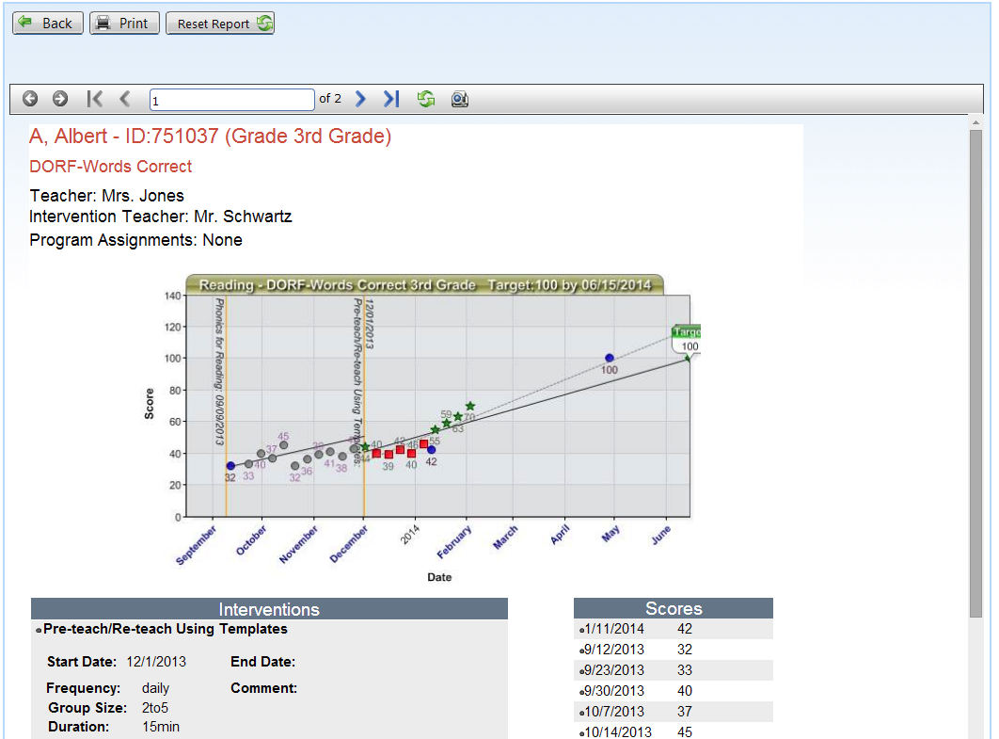 Back Print Reset Report
1 of 2
A, Albert - ID:751037 (Grade 3rd Grade)
DORF-Words Correct
Teacher: Mrs. Jones
Intervention Teacher: Mr. Schwartz
Program Assignments: None
Reading - DORF-Words Correct 3rd Grade Target:100 by 06/15/2014
140
120
100
80
60
40
20
0
Score
Phonics for Reading: 09/09/2013
12/01/2013
Pre-teach/Re-teach Using
Targe
100
100
32
33
40
37
45
32
36
39
41
38
44
40
39
42
46
40
55
42
59
63
70
September
October
November
December
2014
February
March
April
May
June
Date
Interventions
Pre-teach/Re-teach Using Templates
Start Date: 12/1/2013 End Date:
Frequency: daily Comment:
Group Size: 2to5
Duration: 15min
Scores
1/11/2014 42
9/12/2013 32
9/23/2013 33
9/30/2013 40
10/7/2013 37
10/14/2013 45